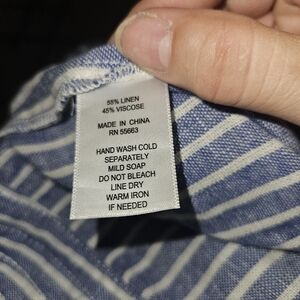 55% LINEN
45% VISCOSE
MADE IN CHINA
RN 55663
HAND WASH COLD
SEPARATELY
MILD SOAP
DO NOT BLEACH
LINE DRY
WARM IRON
IF NEEDED